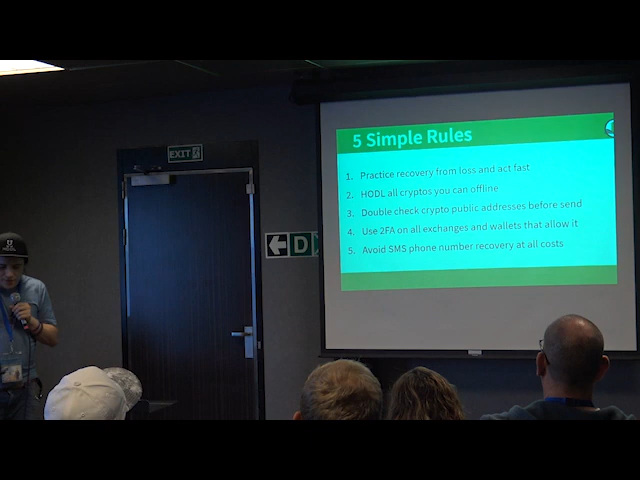 5 Simple Rules
1. Practice recovery from loss and act fast
2. HODL all cryptos you can offline
3. Double check crypto public addresses before send
4. Use 2FA on all exchanges and wallets that allow it
5. Avoid SMS phone number recovery at all costs
EXIT
D